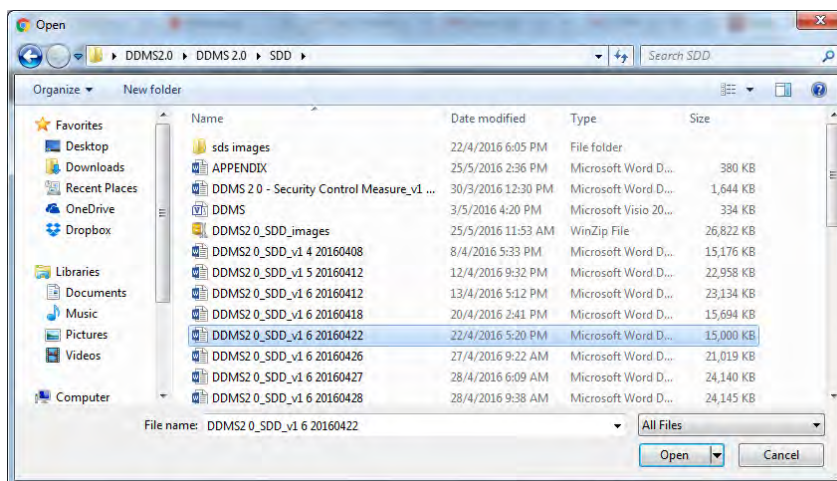 Open
DDMS2.0 DDMS 2.0 SDD Search SDD
Organize New folder
Name Date modified Type Size
Favorites
Desktop
Downloads
Recent Places
OneDrive
Dropbox
Libraries
Documents
Music
Pictures
Videos
Computer
sds images 22/4/2016 6:05 PM File folder
APPENDIX 25/5/2016 2:36 PM Microsoft Word D... 380 KB
DDMS 2 0 - Security Control Measure_v1 ... 30/3/2016 12:30 PM Microsoft Word D... 1,644 KB
DDMS 3/5/2016 4:20 PM Microsoft Visio 20... 334 KB
DDMS2 0_SDD_images 25/5/2016 11:53 AM WinZip File 26,822 KB
DDMS2 0_SDD_v1 4 20160408 8/4/2016 5:33 PM Microsoft Word D... 15,176 KB
DDMS2 0_SDD_v1 5 20160412 12/4/2016 9:32 PM Microsoft Word D... 22,958 KB
DDMS2 0_SDD_v1 6 20160412 13/4/2016 5:12 PM Microsoft Word D... 23,134 KB
DDMS2 0_SDD_v1 6 20160418 20/4/2016 2:41 PM Microsoft Word D... 15,694 KB
DDMS2 0_SDD_v1 6 20160422 22/4/2016 5:20 PM Microsoft Word D... 15,000 KB
DDMS2 0_SDD_v1 6 20160426 27/4/2016 9:22 AM Microsoft Word D... 21,019 KB
DDMS2 0_SDD_v1 6 20160427 28/4/2016 6:09 AM Microsoft Word D... 24,140 KB
DDMS2 0_SDD_v1 6 20160428 28/4/2016 9:38 AM Microsoft Word D... 24,145 KB
File name: DDMS2 0_SDD_v1 6 20160422 All Files
Open Cancel